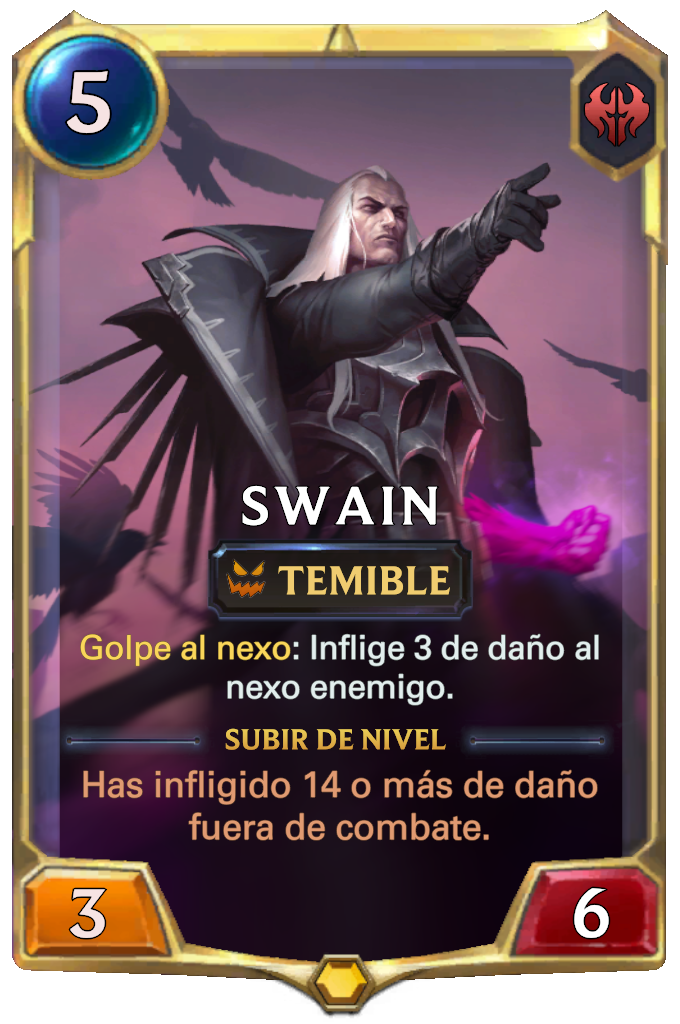 5
SWAIN
TEMIBLE
Golpe al nexo: Inflige 3 de daño al
nexo enemigo.
SUBIR DE NIVEL
Has infligido 14 o más de daño
fuera de combate.
3
6